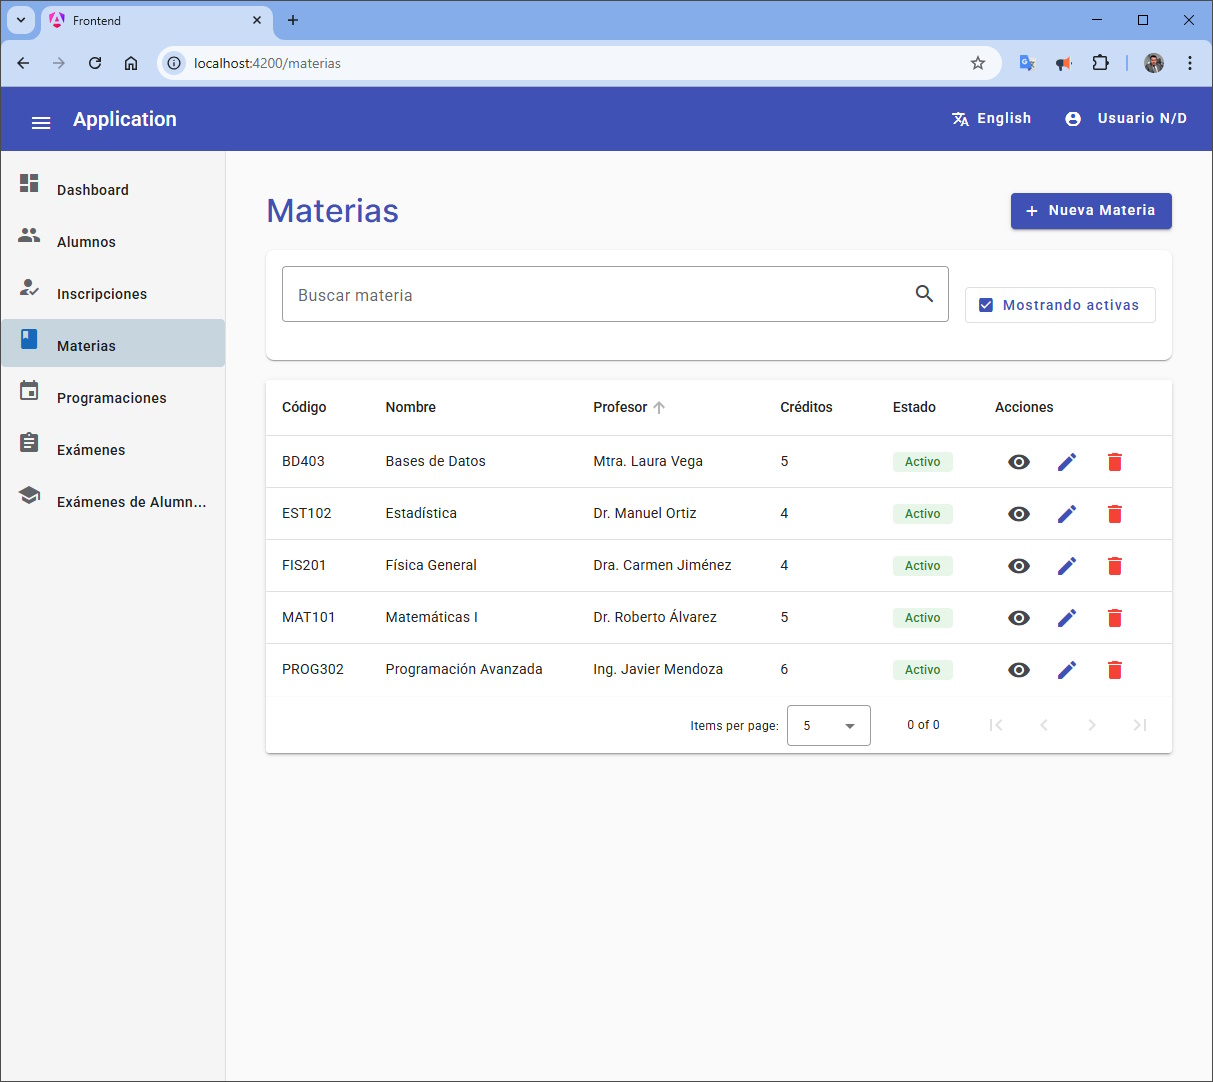 Frontend
localhost:4200/materias
Application
English
Usuario N/D
Dashboard
Alumnos
Inscripciones
Materias
Programaciones
Exámenes
Exámenes de Alumn...
Materias
Nueva Materia
Buscar materia
Mostrando activas
Código Nombre Profesor Créditos Estado Acciones
BD403 Bases de Datos Mtra. Laura Vega 5 Activo
EST102 Estadística Dr. Manuel Ortiz 4 Activo
FIS201 Física General Dra. Carmen Jiménez 4 Activo
MAT101 Matemáticas I Dr. Roberto Álvarez 5 Activo
PROG302 Programación Avanzada Ing. Javier Mendoza 6 Activo
Items per page: 5 0 of 0